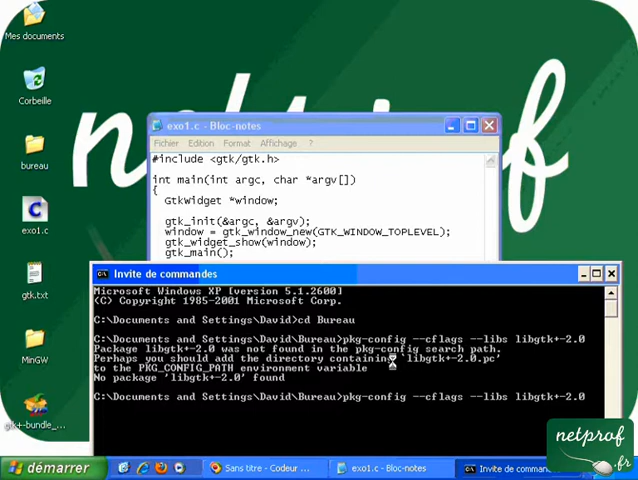 Mes documents
Corbeille
bureau
exo1.c
gtk.txt
MinGW
gtk+-bundle_...
exo1.c - Bloc-notes
Fichier Edition Format Affichage ?
#include <gtk/gtk.h>
int main(int argc, char *argv[])
{
GtkWidget *window;
gtk_init(&argc, &argv);
window = gtk_window_new(GTK_WINDOW_TOPLEVEL);
gtk_widget_show(window);
gtk_main();
Invite de commandes
Microsoft Windows XP [version 5.1.2600]
(C) Copyright 1985-2001 Microsoft Corp.
C:\Documents and Settings\David>cd Bureau
C:\Documents and Settings\David\Bureau>pkg-config --cflags --libs libgtk+-2.0
Package libgtk+-2.0 was not found in the pkg-config search path.
Perhaps you should add the directory containing `libgtk+-2.0.pc'
to the PKG_CONFIG_PATH environment variable
No package 'libgtk+-2.0' found
C:\Documents and Settings\David\Bureau>pkg-config --cflags --libs libgtk+-2.0
netprof
.fr
démarrer
Sans titre - Codeur ...
exo1.c - Bloc-notes
Invite de comman